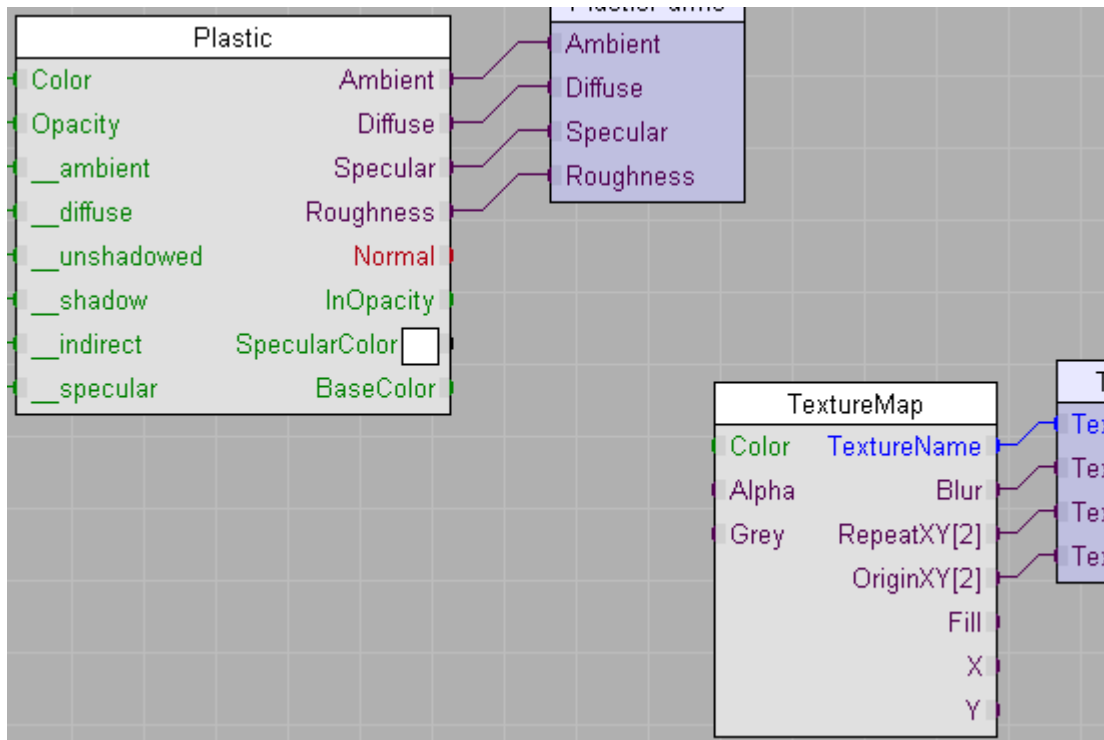 Plastic
Color Ambient
Opacity Diffuse
__ambient Specular
__diffuse Roughness
__unshadowed Normal
__shadow InOpacity
__indirect SpecularColor
__specular BaseColor
Ambient
Diffuse
Specular
Roughness
TextureMap
Color TextureName
Alpha Blur
Grey RepeatXY[2]
OriginXY[2]
Fill
X
Y